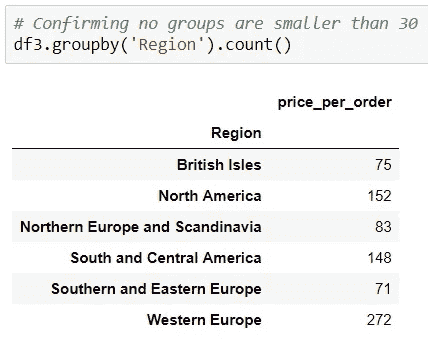 # Confirming no groups are smaller than 30
df3.groupby('Region').count()
price_per_order
Region
British Isles 75
North America 152
Northern Europe and Scandinavia 83
South and Central America 148
Southern and Eastern Europe 71
Western Europe 272